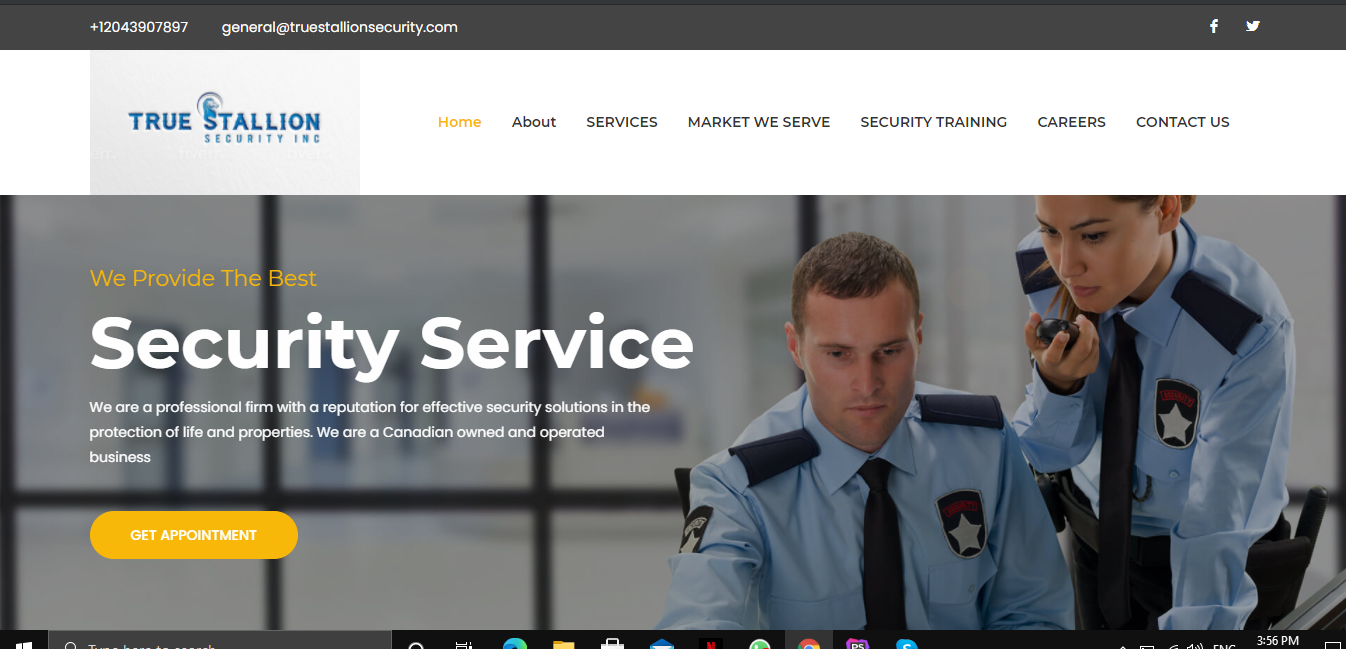 +12043907897 general@truestallionsecurity.com
TRUE STALLION
SECURITY INC
Home About SERVICES MARKET WE SERVE SECURITY TRAINING CAREERS CONTACT US
We Provide The Best
Security Service
We are a professional firm with a reputation for effective security solutions in the
protection of life and properties. We are a Canadian owned and operated
business
GET APPOINTMENT
SECURITY
SECURITY
Type here to search
PS
ENG
3:56 PM